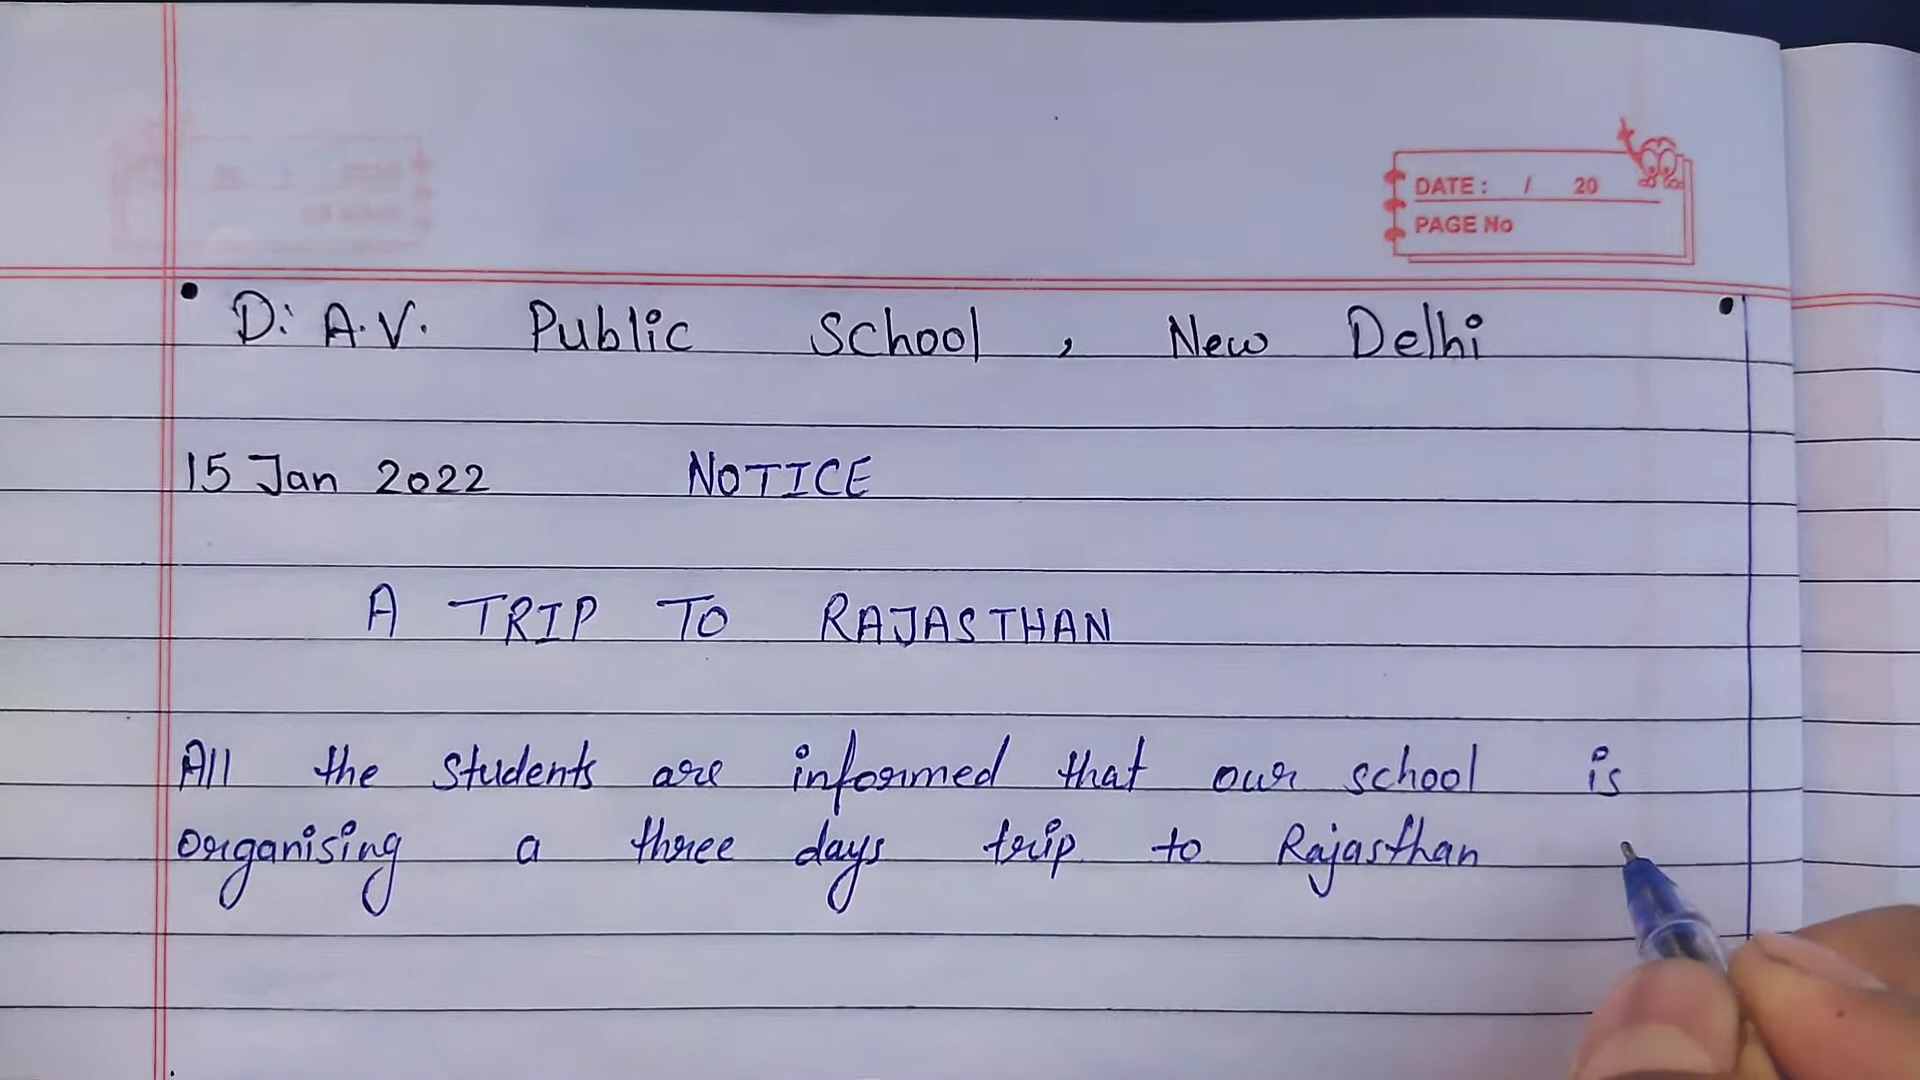 DATE: / 20
PAGE No
D. A.V. Public School, New Delhi
15 Jan 2022 NOTICE
A TRIP TO RAJASTHAN
All the students are informed that our school is
organising a three days trip to Rajasthan